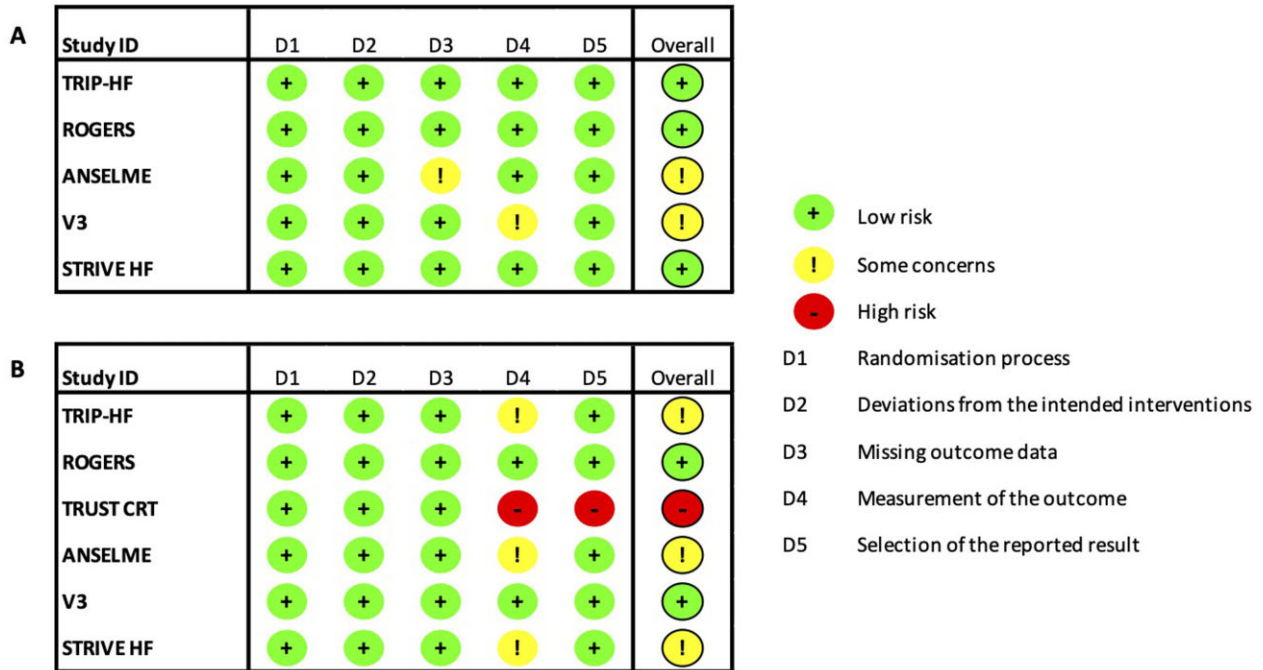 A
Study ID D1 D2 D3 D4 D5 Overall
TRIP-HF + + + + + +
ROGERS + + + + + +
ANSELME + + ! + + !
V3 + + + ! + !
STRIVE HF + + + + + +
B
Study ID D1 D2 D3 D4 D5 Overall
TRIP-HF + + + ! + !
ROGERS + + + + + +
TRUST CRT + + + - - -
ANSELME + + + ! + !
V3 + + + + + +
STRIVE HF + + + ! + !
+ Low risk
! Some concerns
- High risk
D1 Randomisation process
D2 Deviations from the intended interventions
D3 Missing outcome data
D4 Measurement of the outcome
D5 Selection of the reported result